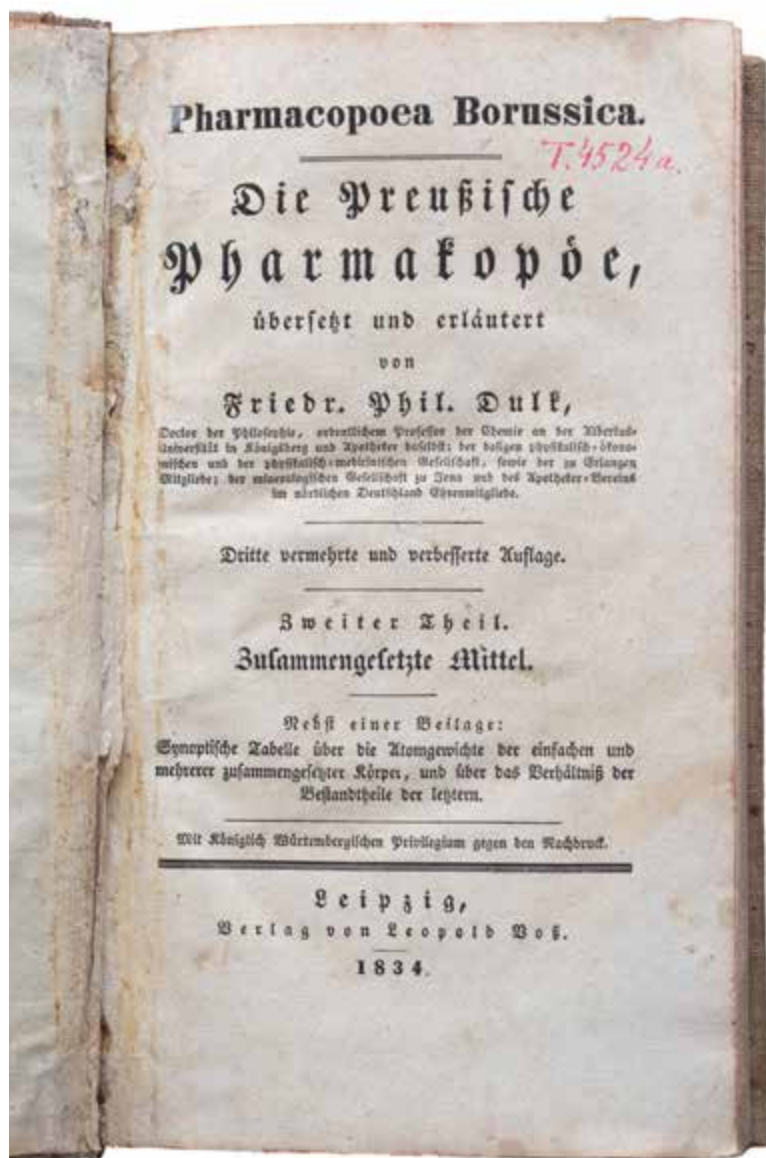 Pharmacopoea Borussica.
T.4524a.
Die Preußische
Pharmakopöe,
übersetzt und erläutert
von
Friedr. Phil. Dulk,
Doctor der Philosophie, ordentlichem Professor der Chemie an der Albertus-
Universität in Königsberg und Apotheker daselbst; der dasigen physikalisch-ökono-
mischen und der physikalisch-medicinischen Gesellschaft, sowie der zu Erlangen
Mitgliede; der mineralogischen Gesellschaft zu Jena und des Apotheker-Vereins
im nördlichen Deutschland Ehrenmitgliede.
Dritte vermehrte und verbesserte Auflage.
Zweiter Theil.
Zusammengesetzte Mittel.
Nebst einer Beilage:
Synoptische Tabelle über die Atomgewichte der einfachen und
mehrerer zusammengesetzter Körper, und über das Verhältniß der
Bestandtheile der letztern.
Mit Königlich Würtembergischen Privilegium gegen den Nachdruck.
Leipzig,
Verlag von Leopold Voß.
1834.